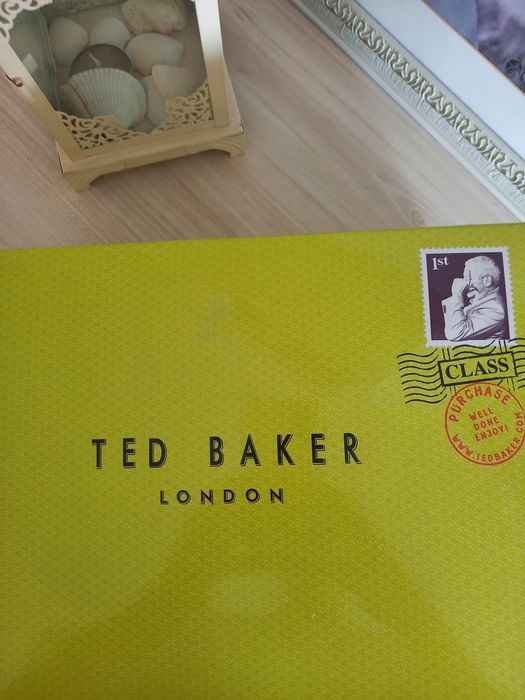 1st
CLASS
PURCHASE
WELL
DONE
ENJOY!
WWW.TEDBAKER.COM
TED BAKER
LONDON